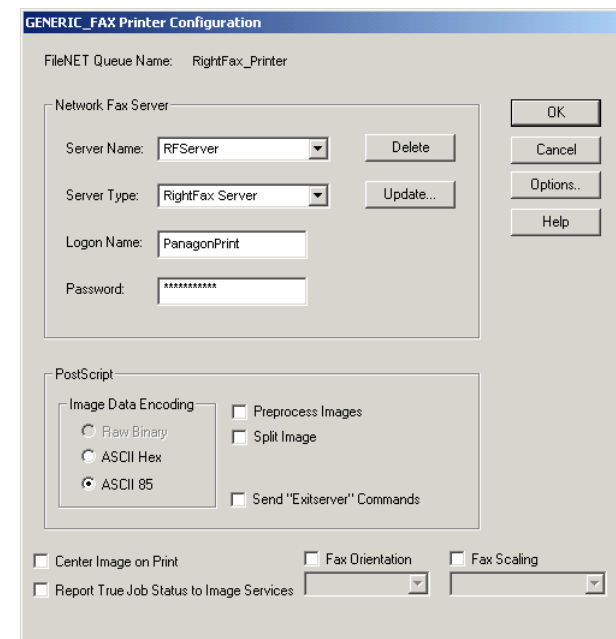 GENERIC_FAX Printer Configuration
FileNET Queue Name: RightFax_Printer
Network Fax Server
Server Name: RFServer
Delete
Server Type: RightFax Server
Update...
Logon Name: PanagonPrint
Password: ***********
OK
Cancel
Options..
Help
PostScript
Image Data Encoding
Raw Binary
ASCII Hex
ASCII 85
Preprocess Images
Split Image
Send "Exitserver" Commands
Center Image on Print
Fax Orientation
Fax Scaling
Report True Job Status to Image Services